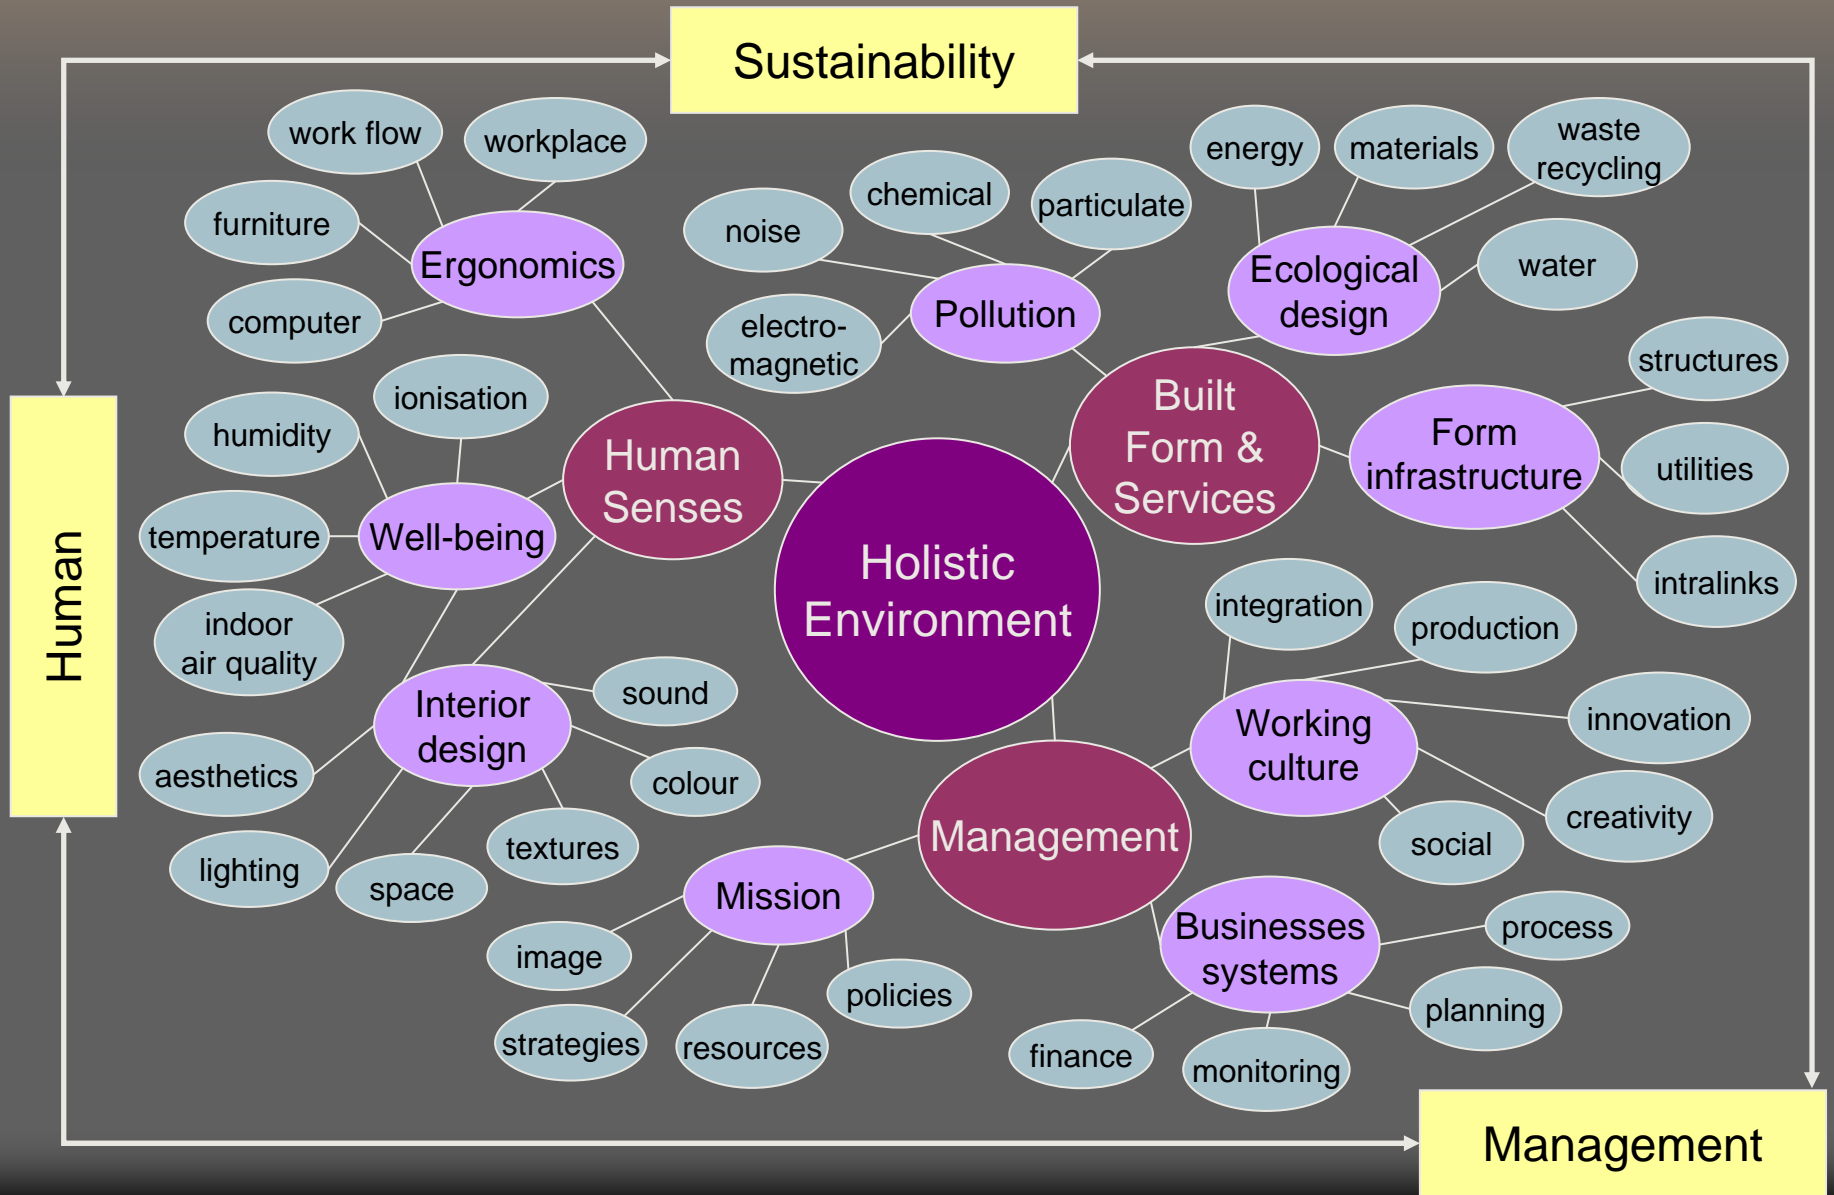 Sustainability
work flow
workplace
furniture
Ergonomics
computer
noise
chemical
particulate
electro-
magnetic
Pollution
energy
materials
waste
recycling
water
Ecological
design
structures
Form
infrastructure
utilities
intralinks
Built
Form &
Services
ionisation
humidity
temperature
Well-being
indoor
air quality
Human
Senses
Human
Holistic
Environment
Interior
design
sound
colour
textures
space
lighting
aesthetics
integration
production
innovation
creativity
social
Working
culture
Management
Mission
image
strategies
resources
policies
Businesses
systems
process
planning
monitoring
finance
Management